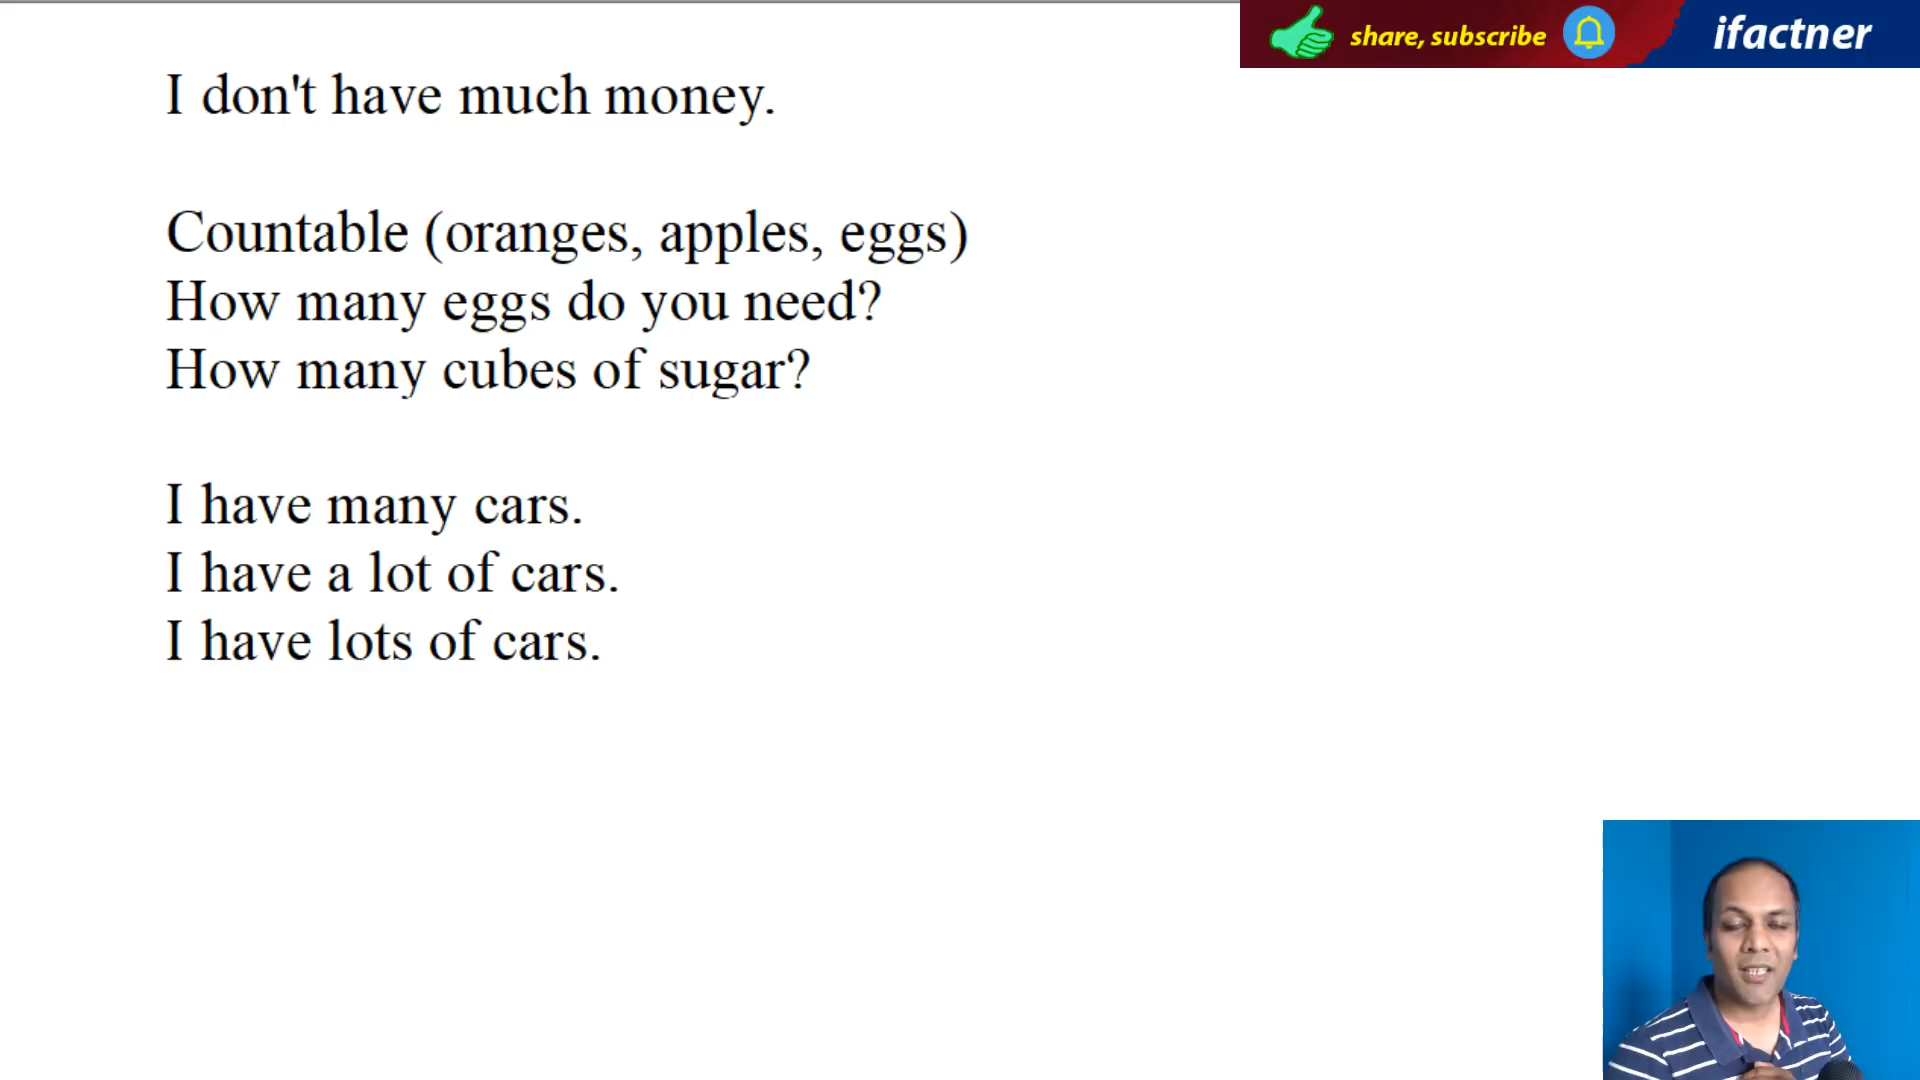 share, subscribe
ifactner
I don't have much money.
Countable (oranges, apples, eggs)
How many eggs do you need?
How many cubes of sugar?
I have many cars.
I have a lot of cars.
I have lots of cars.